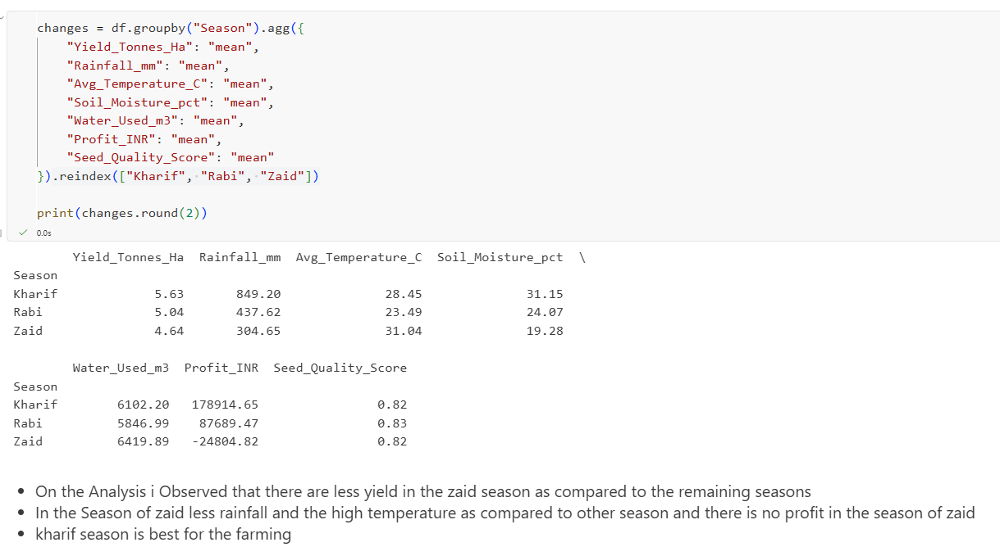 changes = df.groupby("Season").agg({
    "Yield_Tonnes_Ha": "mean",
    "Rainfall_mm": "mean",
    "Avg_Temperature_C": "mean",
    "Soil_Moisture_pct": "mean",
    "Water_Used_m3": "mean",
    "Profit_INR": "mean",
    "Seed_Quality_Score": "mean"
}).reindex(["Kharif", "Rabi", "Zaid"])
print(changes.round(2))
0.0s
Yield_Tonnes_Ha  Rainfall_mm  Avg_Temperature_C  Soil_Moisture_pct  \
Season
Kharif  5.63  849.20  28.45  31.15
Rabi  5.04  437.62  23.49  24.07
Zaid  4.64  304.65  31.04  19.28
Water_Used_m3  Profit_INR  Seed_Quality_Score
Season
Kharif  6102.20  178914.65  0.82
Rabi  5846.99  87689.47  0.83
Zaid  6419.89  -24804.82  0.82
• On the Analysis i Observed that there are less yield in the zaid season as compared to the remaining seasons
• In the Season of zaid less rainfall and the high temperature as compared to other season and there is no profit in the season of zaid
• kharif season is best for the farming